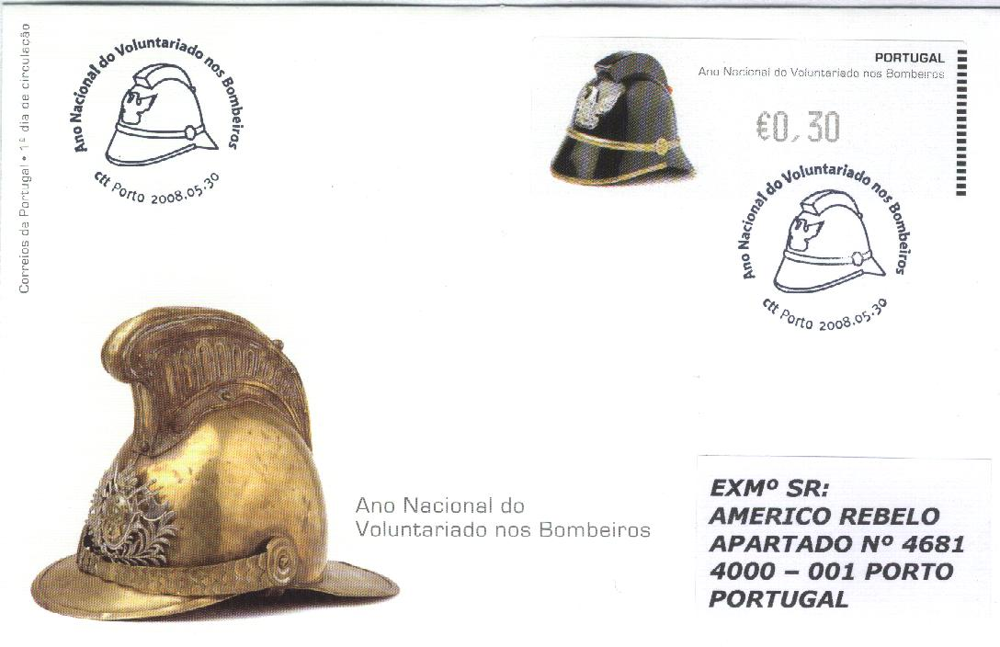 Correios da Portugal • 1º dia de circulação
Ano Nacional do Voluntariado nos Bombeiros
ctt Porto 2008.05.30
PORTUGAL
Ano Nacional do Voluntariado nos Bombeiros
€0,30
Ano Nacional do Voluntariado nos Bombeiros
ctt Porto 2008.05.30
Ano Nacional do
Voluntariado nos Bombeiros
EXMº SR:
AMERICO REBELO
APARTADO Nº 4681
4000 – 001 PORTO
PORTUGAL